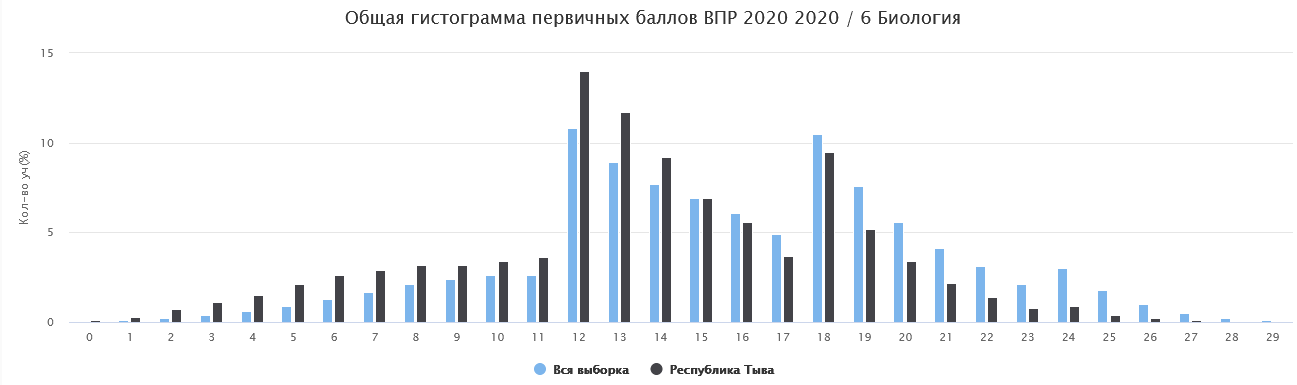 Общая гистограмма первичных баллов ВПР 2020 2020 / 6 Биология
15
10
5
0
Кол-во уч(%)
0 1 2 3 4 5 6 7 8 9 10 11 12 13 14 15 16 17 18 19 20 21 22 23 24 25 26 27 28 29
Вся выборка Республика Тыва